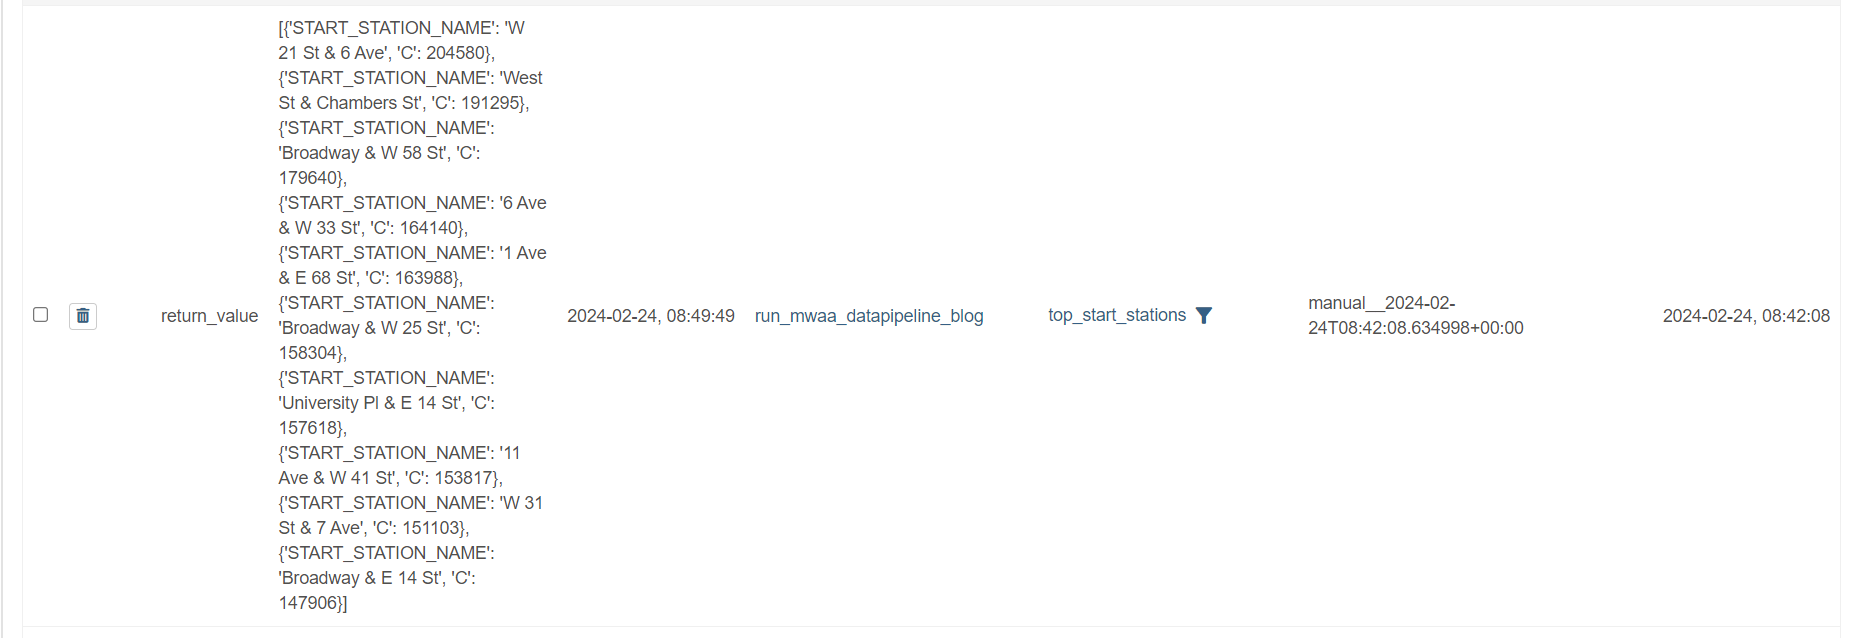 return_value
[{'START_STATION_NAME': 'W
21 St & 6 Ave', 'C': 204580},
{'START_STATION_NAME': 'West
St & Chambers St', 'C': 191295},
{'START_STATION_NAME':
'Broadway & W 58 St', 'C':
179640},
{'START_STATION_NAME': '6 Ave
& W 33 St', 'C': 164140},
{'START_STATION_NAME': '1 Ave
& E 68 St', 'C': 163988},
{'START_STATION_NAME':
'Broadway & W 25 St', 'C':
158304},
{'START_STATION_NAME':
'University Pl & E 14 St', 'C':
157618},
{'START_STATION_NAME': '11
Ave & W 41 St', 'C': 153817},
{'START_STATION_NAME': 'W 31
St & 7 Ave', 'C': 151103},
{'START_STATION_NAME':
'Broadway & E 14 St', 'C':
147906}]
2024-02-24, 08:49:49
run_mwaa_datapipeline_blog
top_start_stations
manual__2024-02-
24T08:42:08.634998+00:00
2024-02-24, 08:42:08